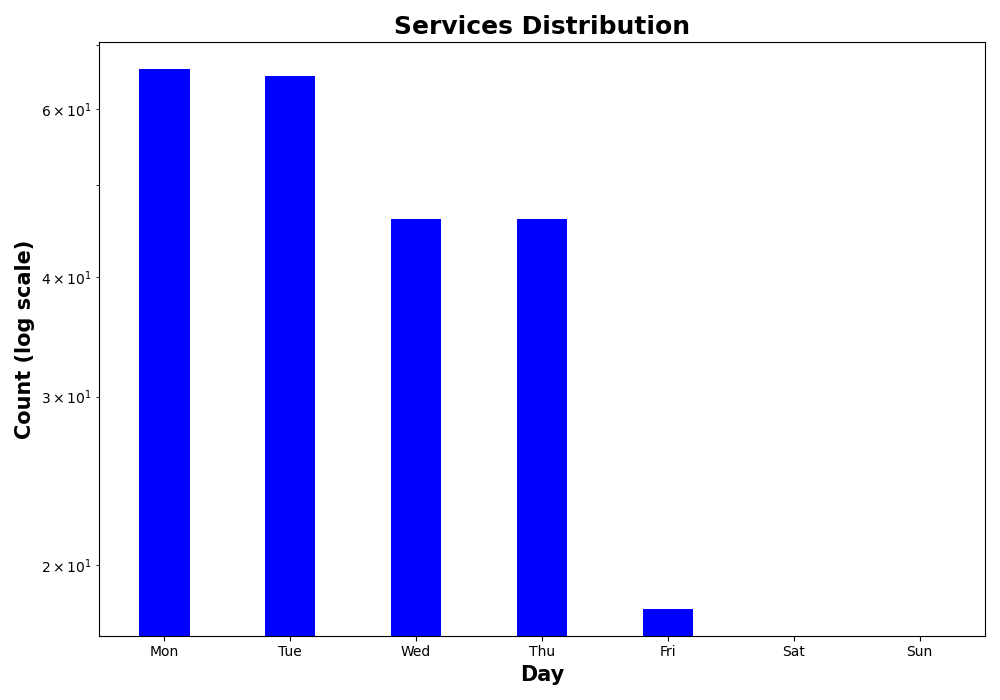 Services Distribution
Count (log scale)
6 × 10¹
4 × 10¹
3 × 10¹
2 × 10¹
Mon Tue Wed Thu Fri Sat Sun
Day